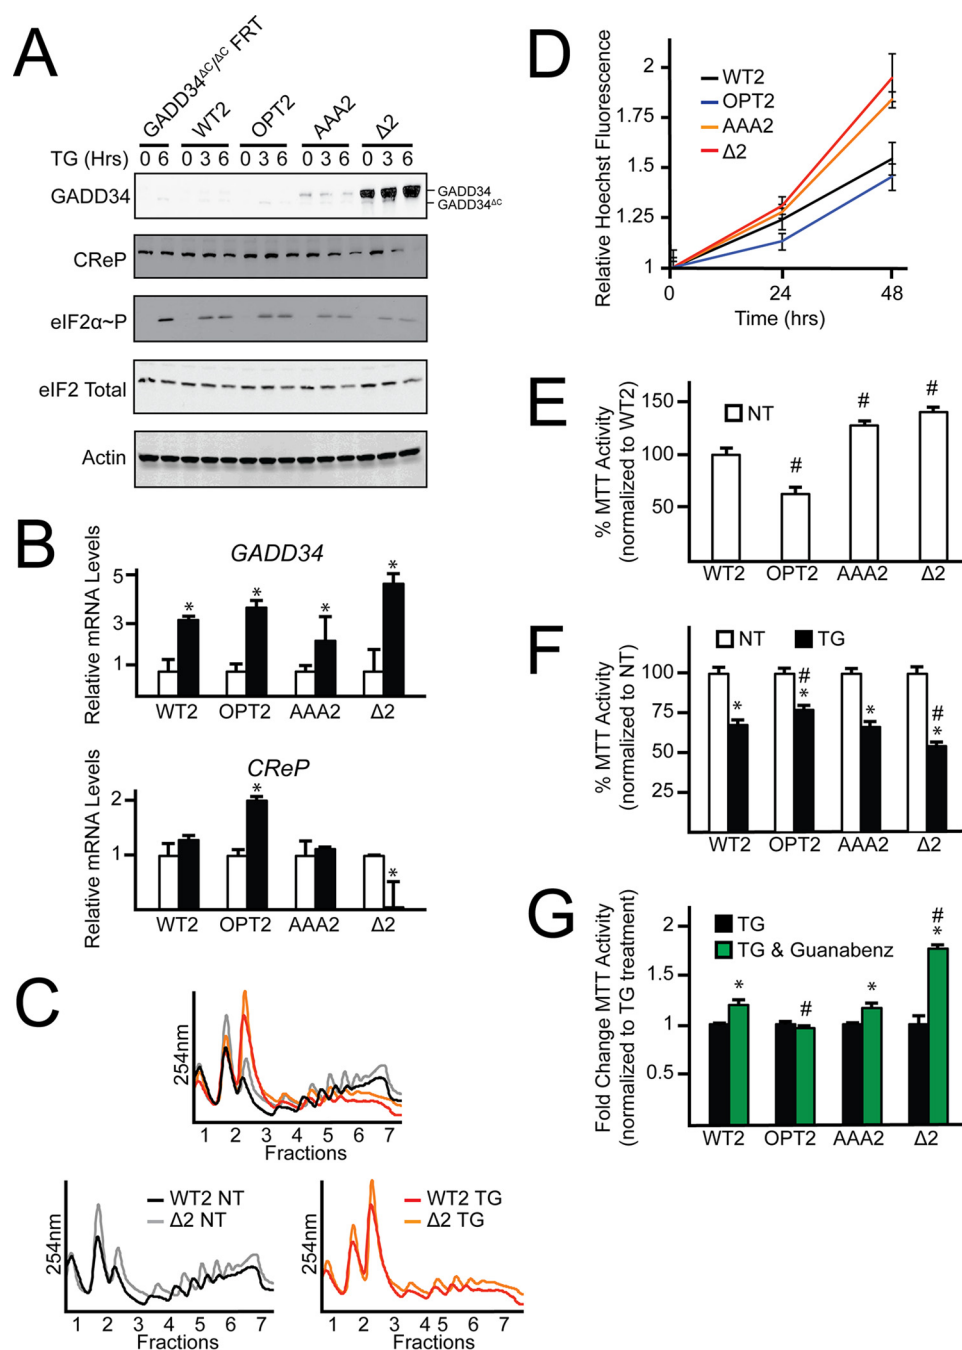 A
GADD34ΔC/ΔC FRT
WT2
OPT2
AAA2
Δ2
TG (Hrs) 0 6 0 3 6 0 3 6 0 3 6 0 3 6
GADD34
GADD34
GADD34ΔC
CReP
eIF2α~P
eIF2 Total
Actin
B
GADD34
Relative mRNA Levels
5
3
1
* * * *
WT2 OPT2 AAA2 Δ2
CReP
Relative mRNA Levels
2
1
* *
WT2 OPT2 AAA2 Δ2
C
254nm
1 2 3 4 5 6 7
Fractions
WT2 NT
Δ2 NT
254nm
1 2 3 4 5 6 7
Fractions
WT2 TG
Δ2 TG
254nm
1 2 3 4 5 6 7
Fractions
D
Relative Hoechst Fluorescence
2
1.5
1.25
1
WT2
OPT2
AAA2
Δ2
0 24 48
Time (hrs)
E
% MTT Activity
(normalized to WT2)
150
100
50
NT
# # #
WT2 OPT2 AAA2 Δ2
F
% MTT Activity
(normalized to NT)
100
75
50
25
NT TG
* # * * # *
WT2 OPT2 AAA2 Δ2
G
Fold Change MTT Activity
(normalized to TG treatment)
2
1.5
1
0.5
TG
TG & Guanabenz
* # * # *
WT2 OPT2 AAA2 Δ2